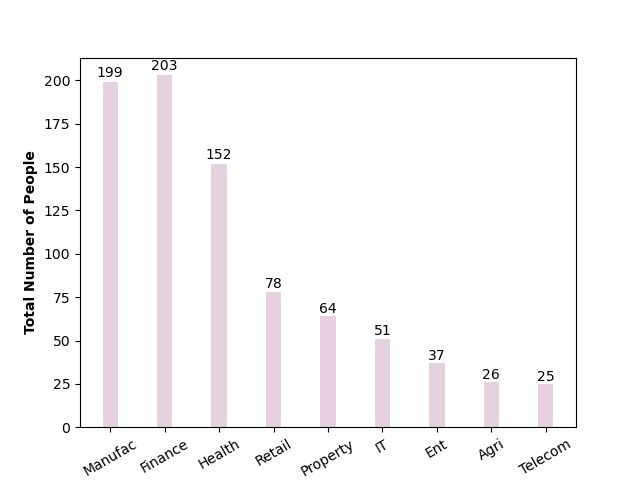 Total Number of People
200
175
150
125
100
75
50
25
0
199
203
152
78
64
51
37
26
25
Manufac
Finance
Health
Retail
Property
IT
Ent
Agri
Telecom